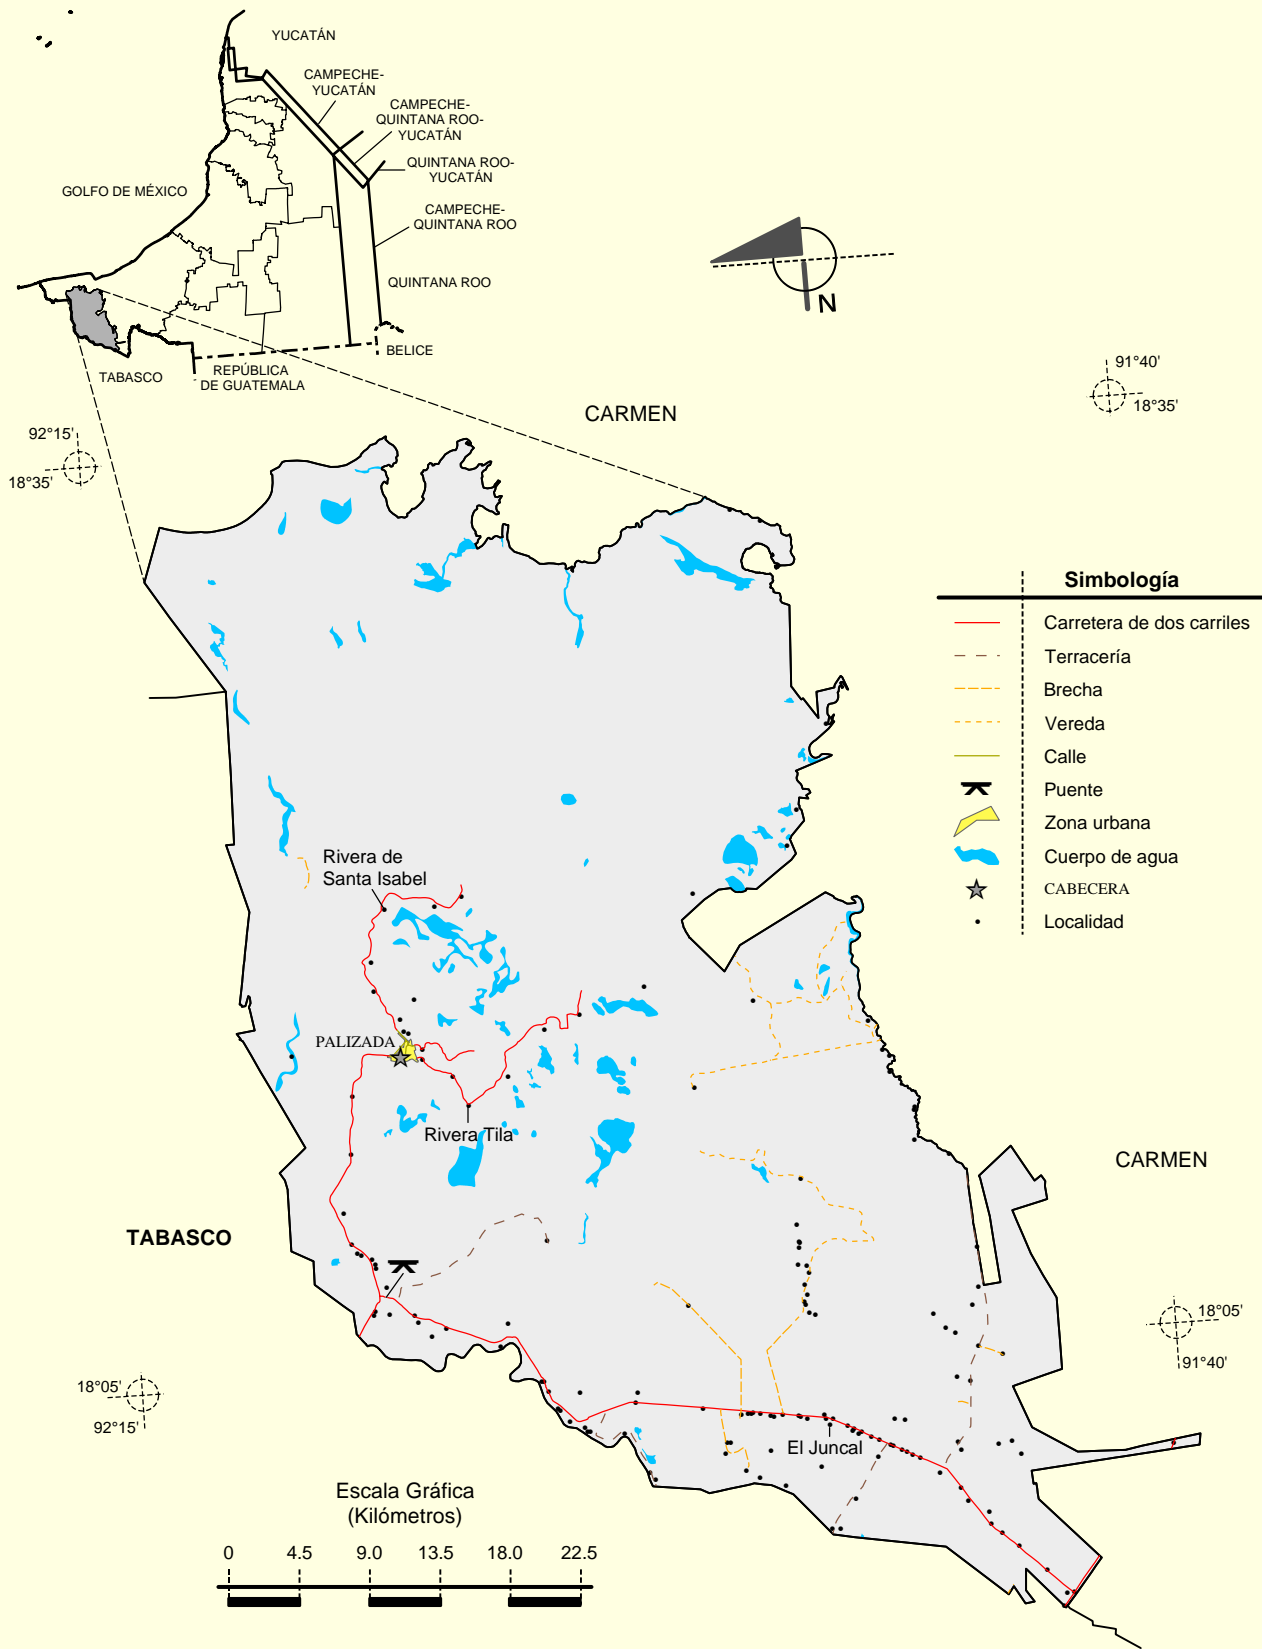 YUCATÁN
CAMPECHE-
YUCATÁN
CAMPECHE-
QUINTANA ROO-
YUCATÁN
QUINTANA ROO-
YUCATÁN
GOLFO DE MÉXICO
CAMPECHE-
QUINTANA ROO
QUINTANA ROO
BELICE
TABASCO
REPÚBLICA
DE GUATEMALA
N
CARMEN
91°40'
18°35'
92°15'
18°35'
Simbología
Carretera de dos carriles
Terracería
Brecha
Vereda
Calle
Puente
Zona urbana
Cuerpo de agua
CABECERA
Localidad
Rivera de
Santa Isabel
PALIZADA
Rivera Tila
CARMEN
TABASCO
18°05'
91°40'
18°05'
92°15'
El Juncal
Escala Gráfica
(Kilómetros)
0 4.5 9.0 13.5 18.0 22.5